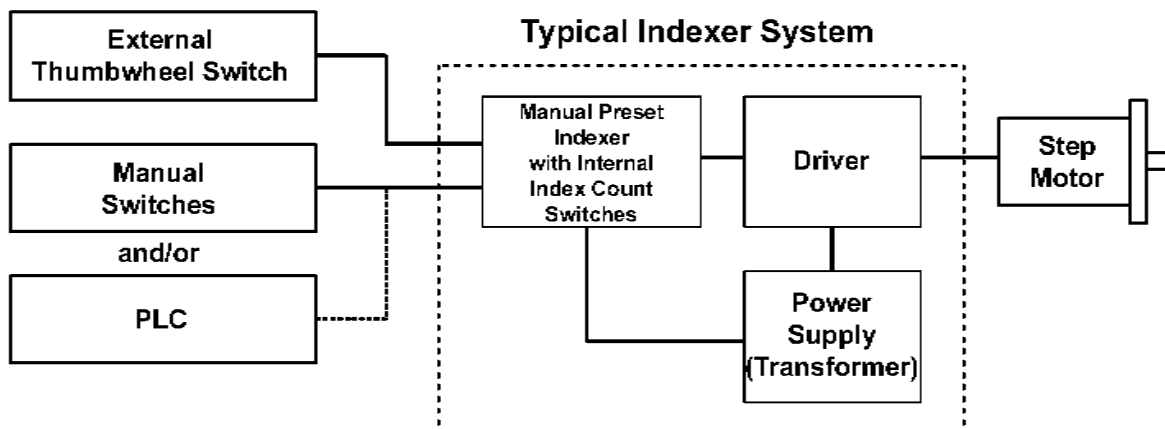 Typical Indexer System
External
Thumbwheel Switch
Manual
Switches
and/or
PLC
Manual Preset
Indexer
with Internal
Index Count
Switches
Driver
Power
Supply
(Transformer)
Step
Motor